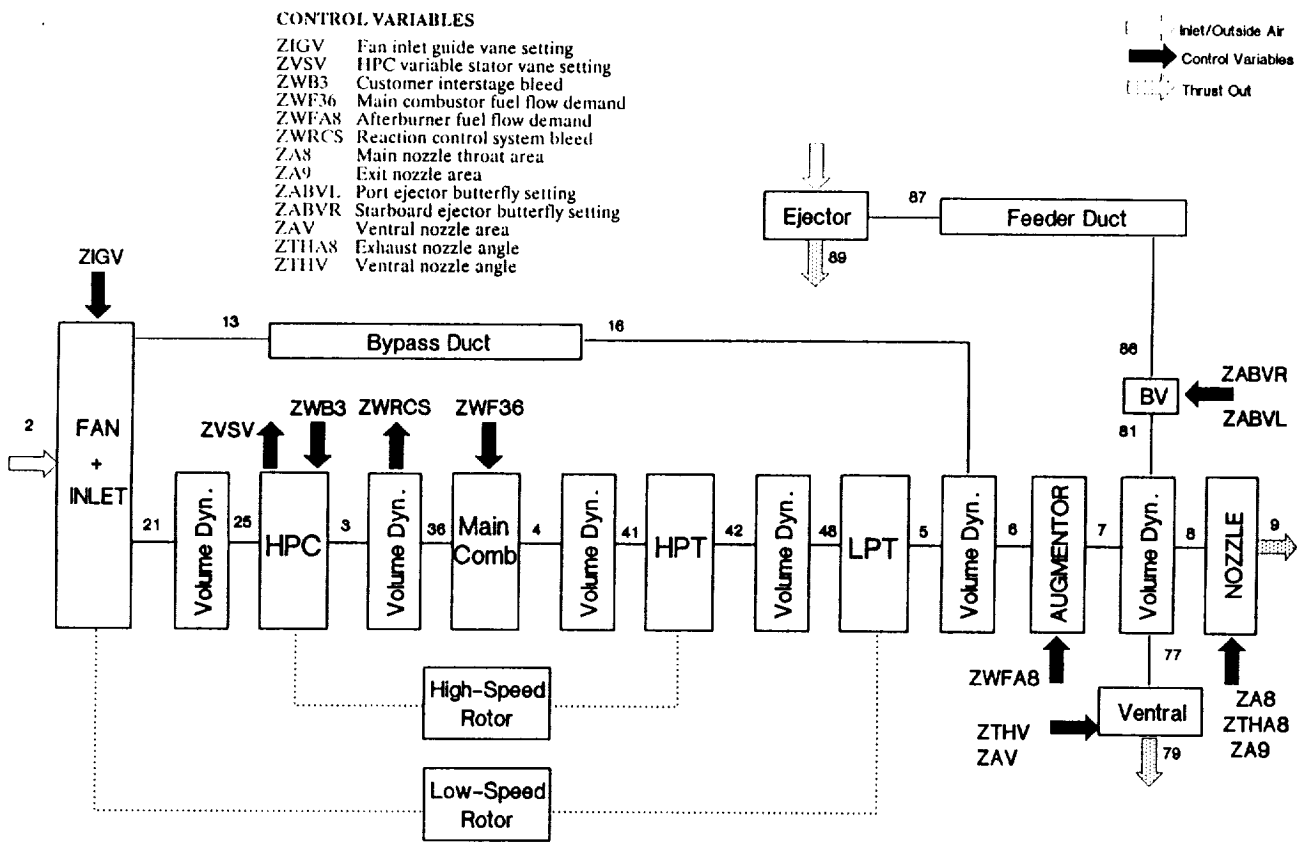 CONTROL VARIABLES
ZIGV Fan inlet guide vane setting
ZVSV HPC variable stator vane setting
ZWB3 Customer interstage bleed
ZWF36 Main combustor fuel flow demand
ZWFA8 Afterburner fuel flow demand
ZWRCS Reaction control system bleed
ZA8 Main nozzle throat area
ZA9 Exit nozzle area
ZABVL Port ejector butterfly setting
ZABVR Starboard ejector butterfly setting
ZAV Ventral nozzle area
ZTHA8 Exhaust nozzle angle
ZTHV Ventral nozzle angle
Inlet/Outside Air
Control Variables
Thrust Out
Ejector
87
Feeder Duct
89
ZIGV
13
Bypass Duct
16
86
BV
ZABVR
ZABVL
81
2
FAN
+
INLET
ZVSV
ZWB3
ZWRCS
ZWF36
21
Volume Dyn.
25
HPC
3
Volume Dyn.
36
Main
Comb
4
Volume Dyn.
41
HPT
42
Volume Dyn.
48
LPT
5
Volume Dyn.
6
AUGMENTOR
7
Volume Dyn.
8
NOZZLE
9
77
ZWFA8
High-Speed
Rotor
ZTHV
ZAV
Ventral
79
ZA8
ZTHA8
ZA9
Low-Speed
Rotor